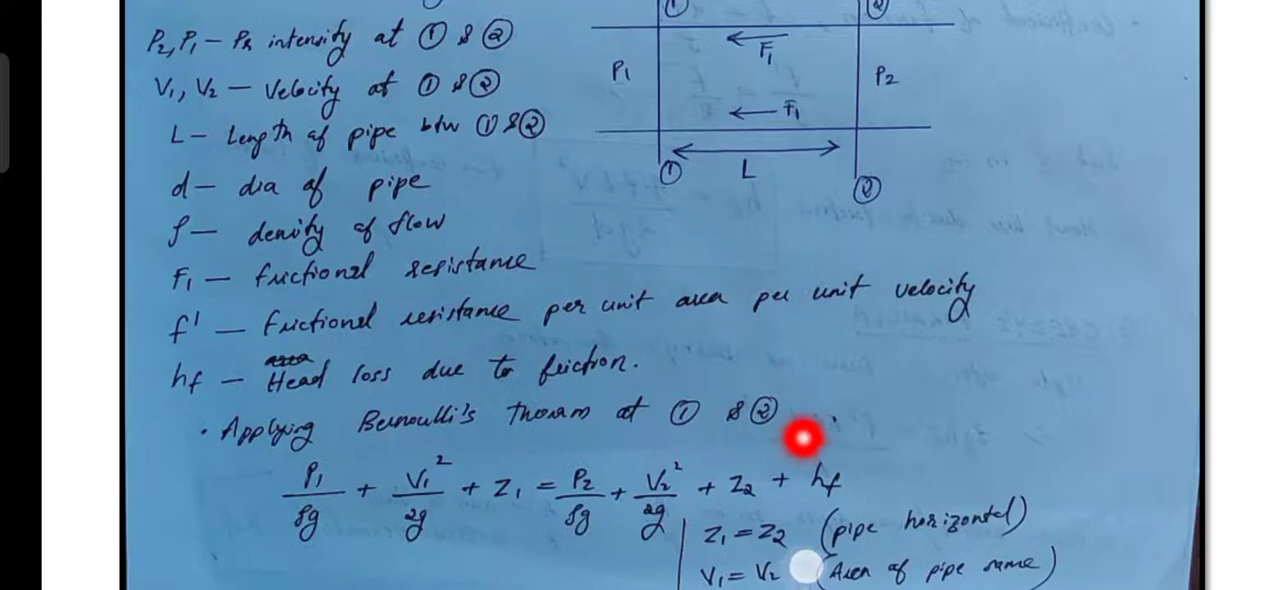 ① ②
P₂, P₁ – Pr intensity at ① & ②
F₁
P₁ P₂
V₁, V₂ – Velocity at ① & ②
F₁
L – Length of pipe btw ① & ②
L
① ②
d – dia of pipe
ρ – density of flow
F₁ – frictional resistance
f' – frictional resistance per unit area per unit velocity
hf – Head loss due to friction.
· Applying Bernoulli's Thoram at ① & ②
P₁/ρg + V₁²/2g + Z₁ = P₂/ρg + V₂²/2g + Z₂ + hf
Z₁ = Z₂ (pipe horizontal)
V₁ = V₂ (Area of pipe same)